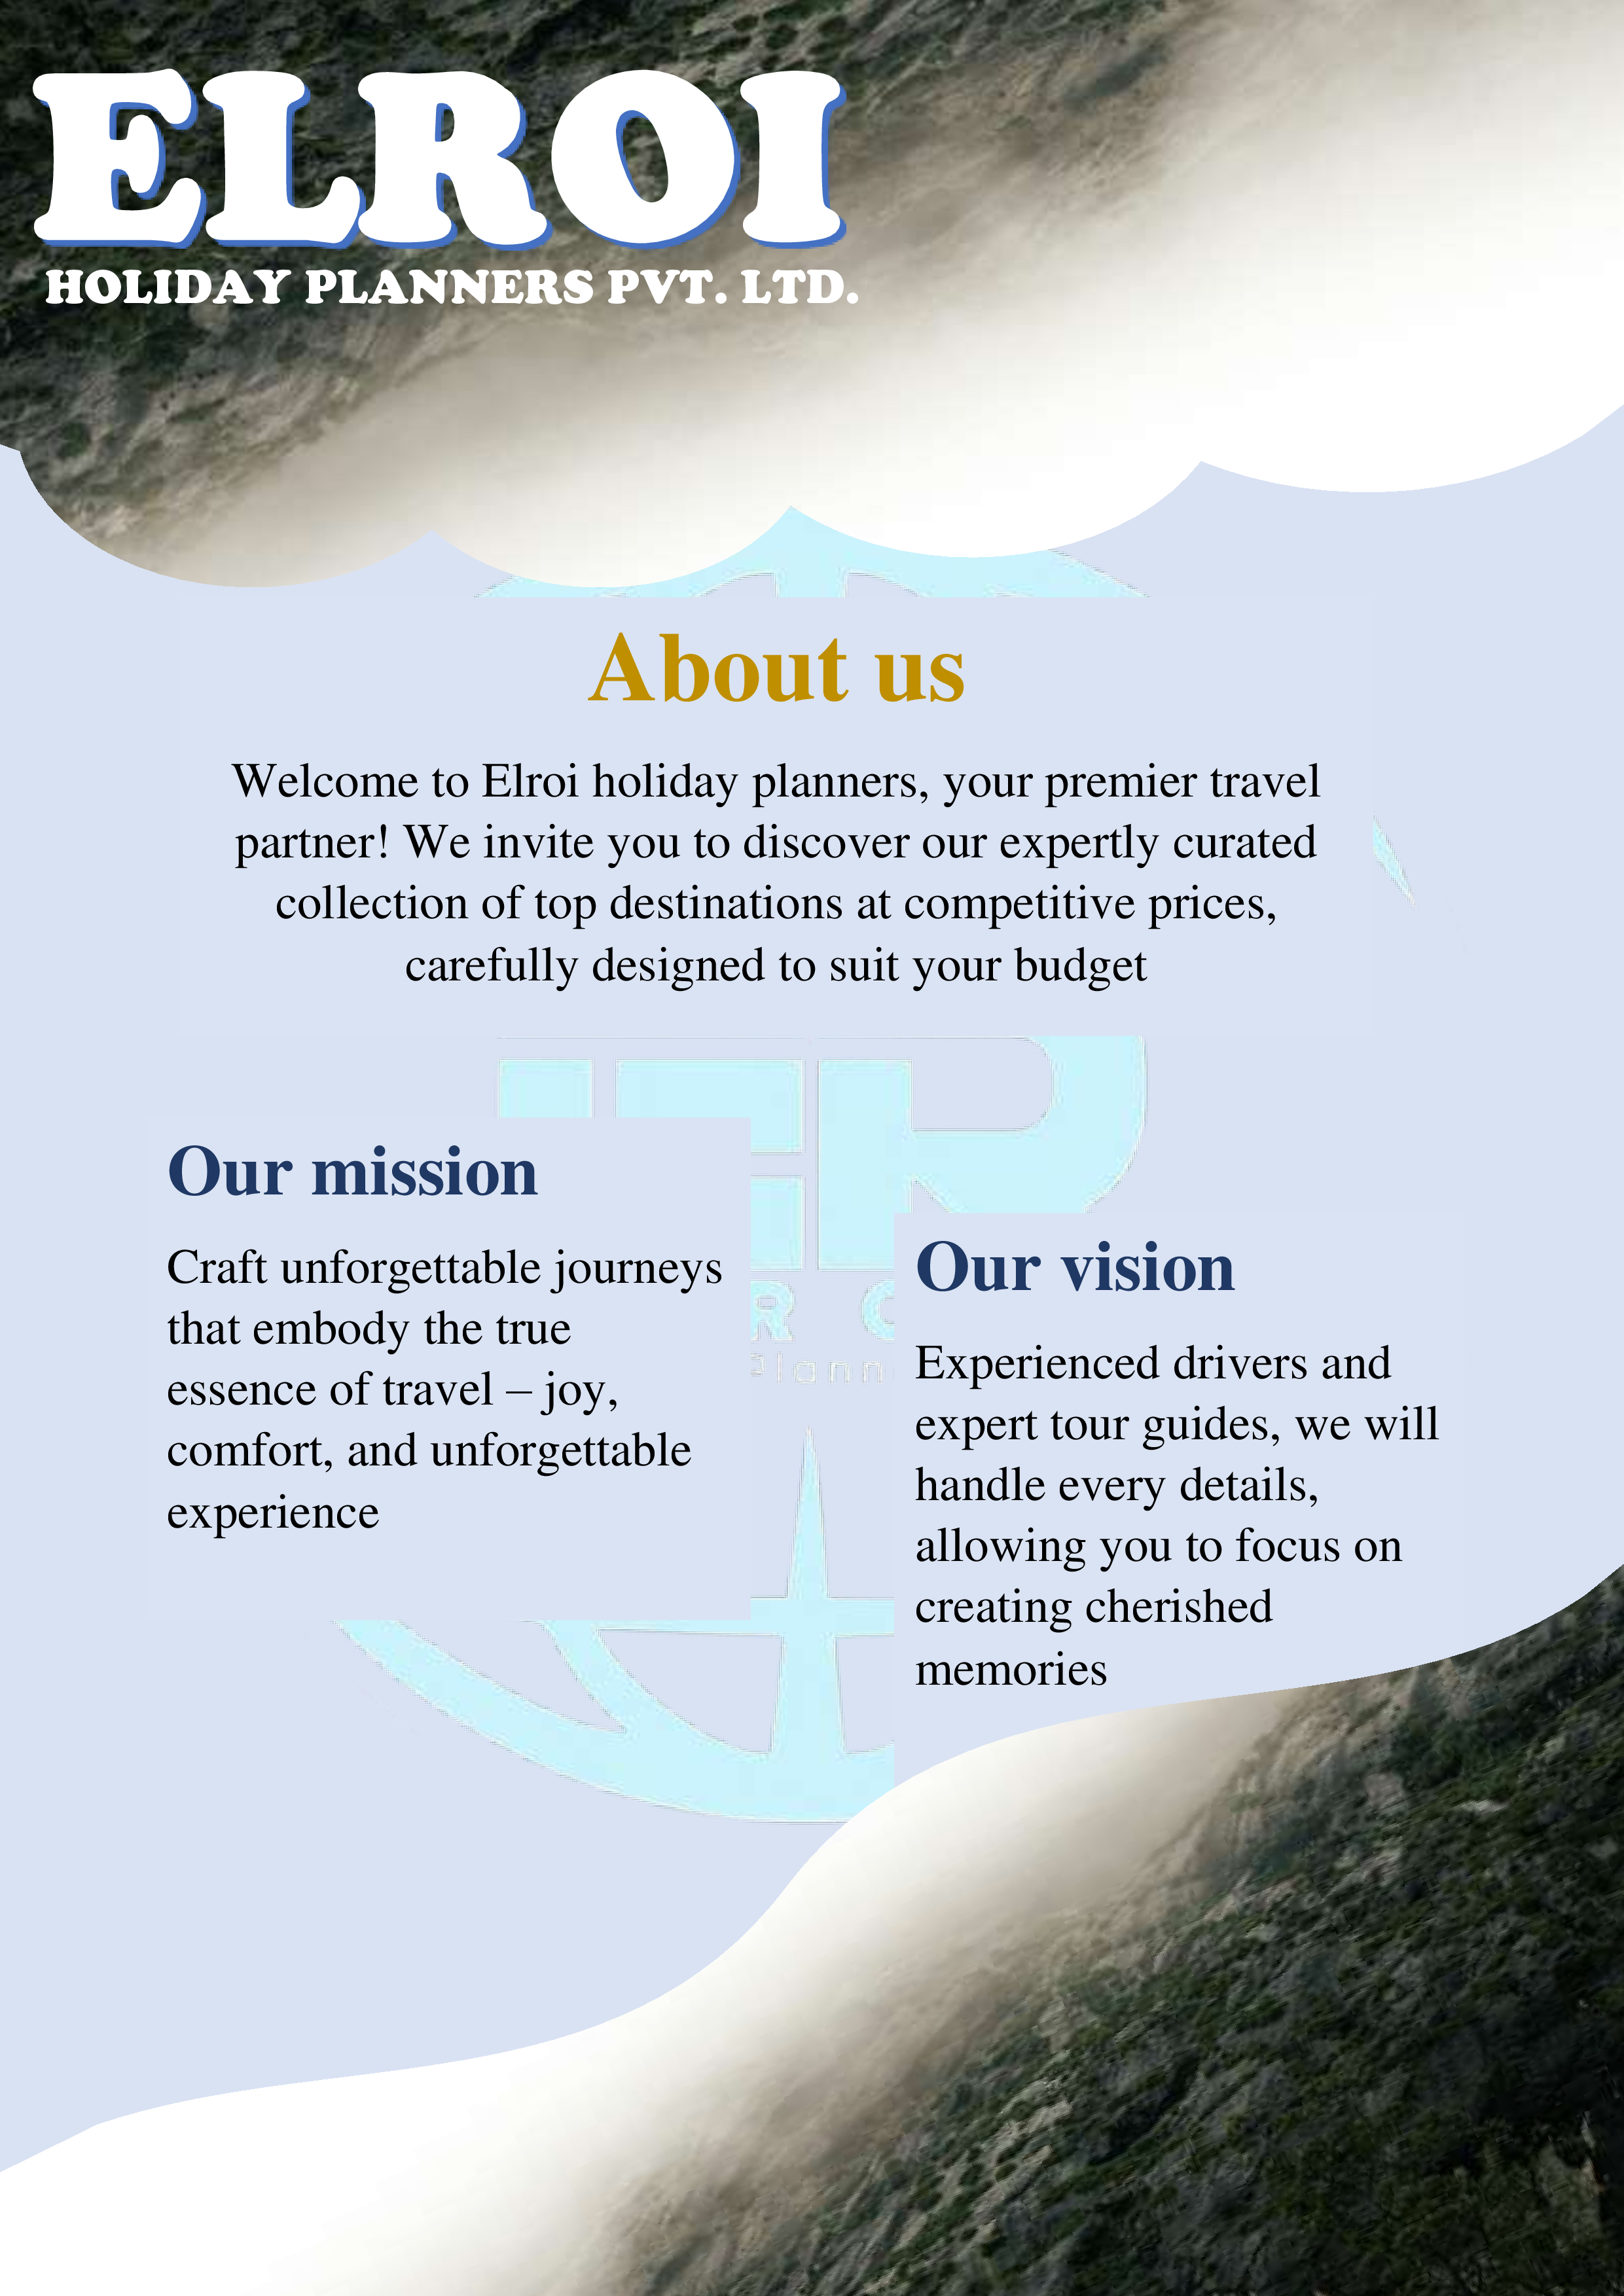 ELROI
HOLIDAY PLANNERS PVT. LTD.
About us
Welcome to Elroi holiday planners, your premier travel
partner! We invite you to discover our expertly curated
collection of top destinations at competitive prices,
carefully designed to suit your budget
Our mission
Craft unforgettable journeys
that embody the true
essence of travel – joy,
comfort, and unforgettable
experience
Our vision
Experienced drivers and
expert tour guides, we will
handle every details,
allowing you to focus on
creating cherished
memories